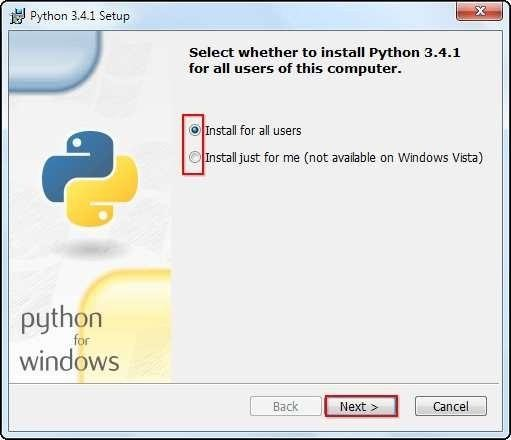 Python 3.4.1 Setup
Select whether to install Python 3.4.1
for all users of this computer.
Install for all users
Install just for me (not available on Windows Vista)
python
for
windows
Back
Next >
Cancel